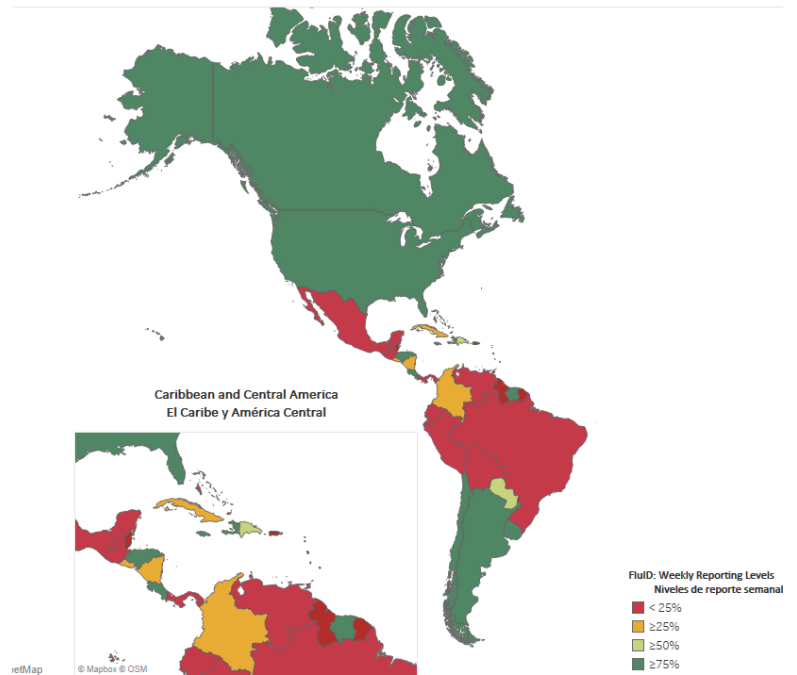 Caribbean and Central America
El Caribe y América Central
FluID: Weekly Reporting Levels
Niveles de reporte semanal
< 25%
≥25%
≥50%
≥75%
etMap
© Mapbox © OSM